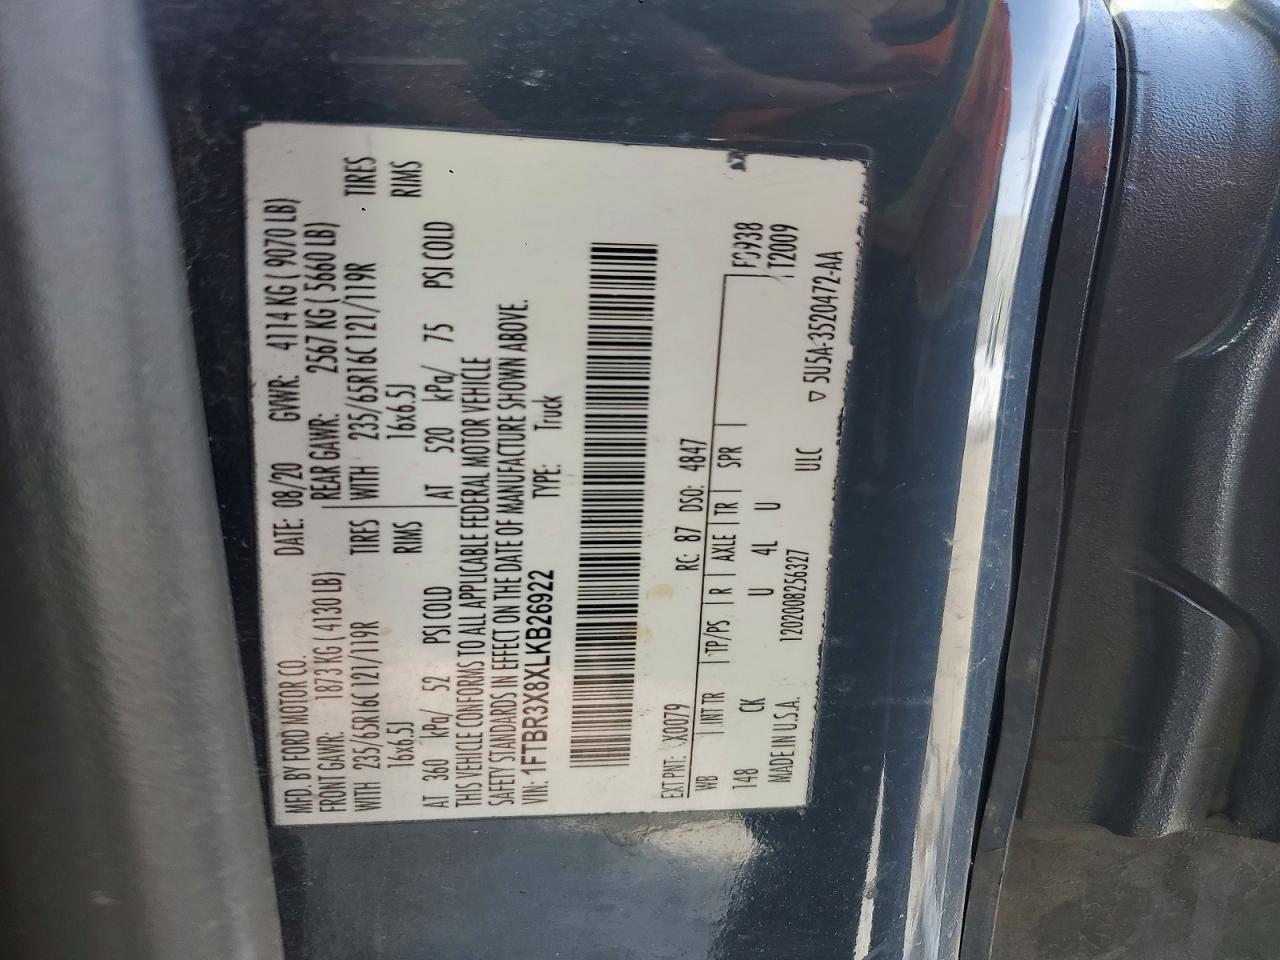 MFD. BY FORD MOTOR CO. DATE: 08/20 GVWR: 4114 KG ( 9070 LB)
FRONT GAWR: 1873 KG ( 4130 LB) REAR GAWR: 2567 KG ( 5660 LB)
WITH 235/65R16C 121/119R TIRES WITH 235/65R16C 121/119R TIRES
16x6.5J RIMS 16x6.5J RIMS
AT 360 kPa/ 52 PSI COLD AT 520 kPa/ 75 PSI COLD
THIS VEHICLE CONFORMS TO ALL APPLICABLE FEDERAL MOTOR VEHICLE
SAFETY STANDARDS IN EFFECT ON THE DATE OF MANUFACTURE SHOWN ABOVE.
VIN: 1FTBR3X8XLKB26922 TYPE: Truck
EXT PNT: RC: 87 DSO: 4847
WB INT TR TP/PS R AXLE TR SPR
148 CK U 4L U
T2009
MADE IN U.S.A. 1202008256327 ULC
▽ 5U5A-3520472-AA